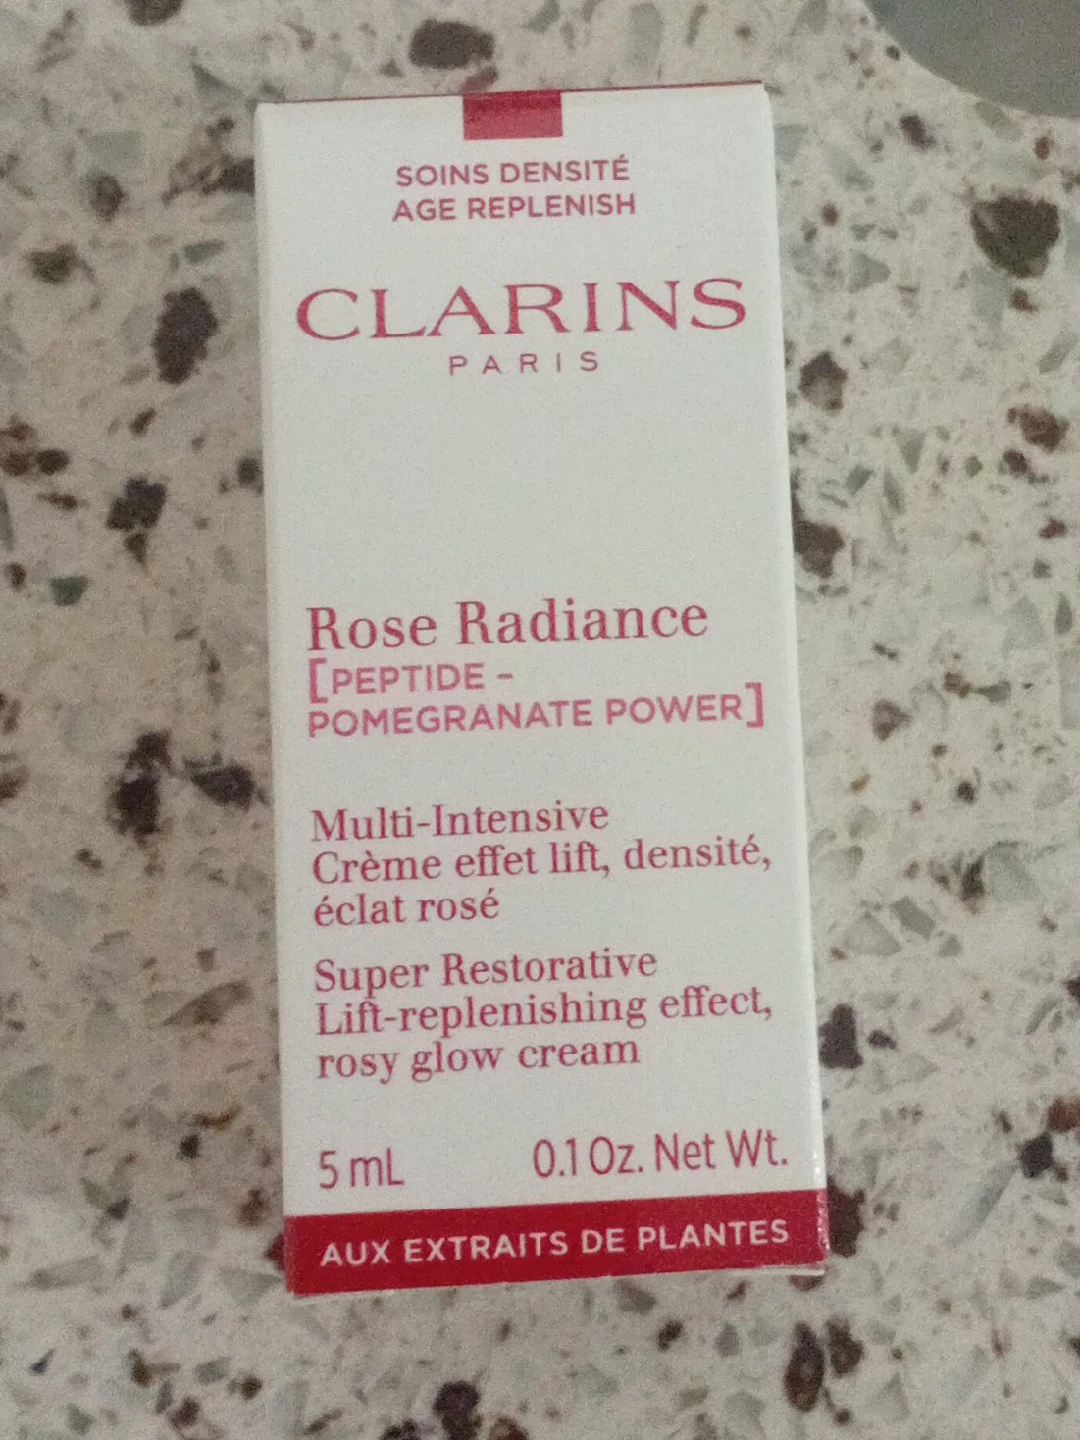 SOINS DENSITÉ
AGE REPLENISH
CLARINS
PARIS
Rose Radiance
[PEPTIDE –
POMEGRANATE POWER]
Multi-Intensive
Crème effet lift, densité,
éclat rosé
Super Restorative
Lift-replenishing effect,
rosy glow cream
5 mL 0.1 Oz. Net Wt.
AUX EXTRAITS DE PLANTES